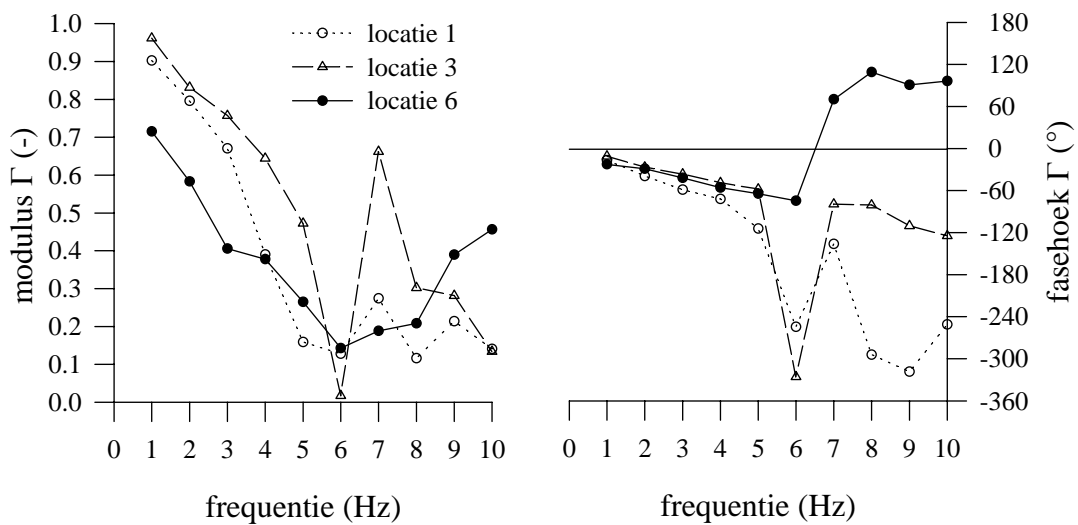 1.0
0.9
0.8
0.7
0.6
0.5
0.4
0.3
0.2
0.1
0.0
modulus Γ (-)
locatie 1
locatie 3
locatie 6
0 1 2 3 4 5 6 7 8 9 10
frequentie (Hz)
180
120
60
0
-60
-120
-180
-240
-300
-360
fasehoek Γ (°)
0 1 2 3 4 5 6 7 8 9 10
frequentie (Hz)